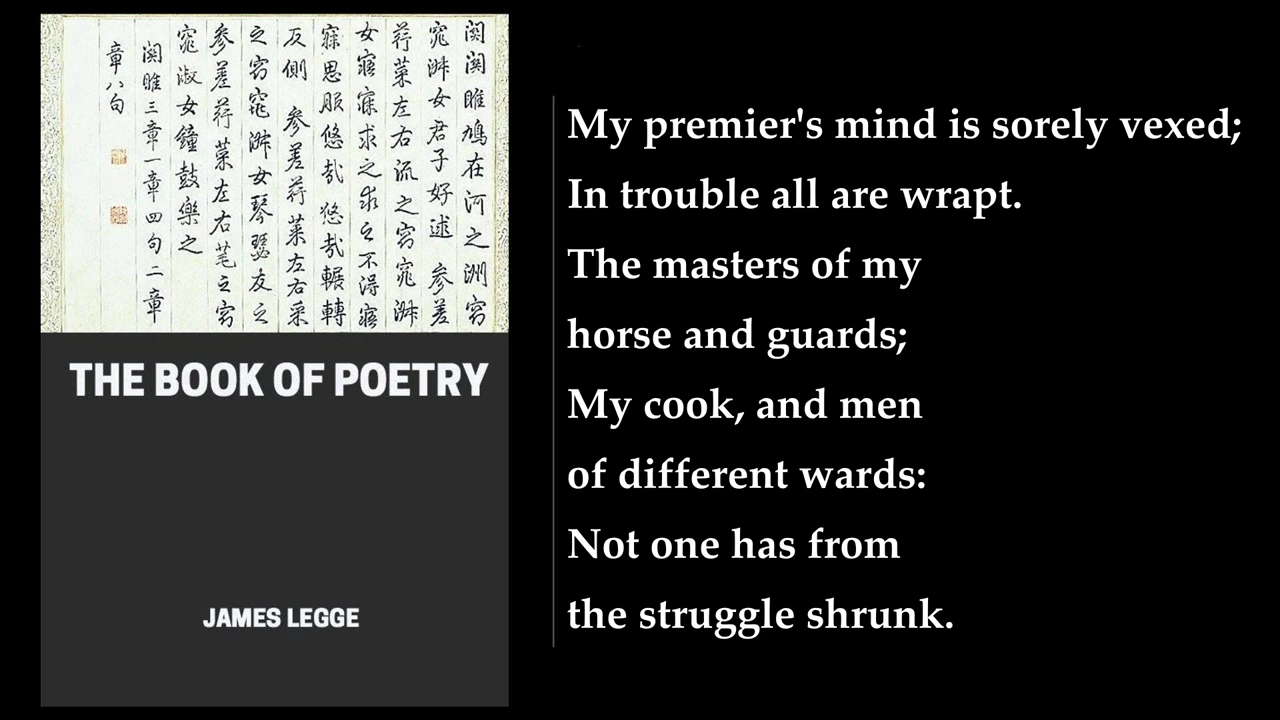 關關雎鳩在河之洲窈
窕淑女君子好逑 參差
荇菜左右流之窈窕淑
女寤寐求之求之不得寤
寐思服悠哉悠哉輾轉
反側 參差荇菜左右采
之窈窕淑女琴瑟友之
參差荇菜左右芼之窈
窕淑女鐘鼓樂之
關雎三章一章四句二章
章八句
THE BOOK OF POETRY
JAMES LEGGE
My premier's mind is sorely vexed;
In trouble all are wrapt.
The masters of my
horse and guards;
My cook, and men
of different wards:
Not one has from
the struggle shrunk.